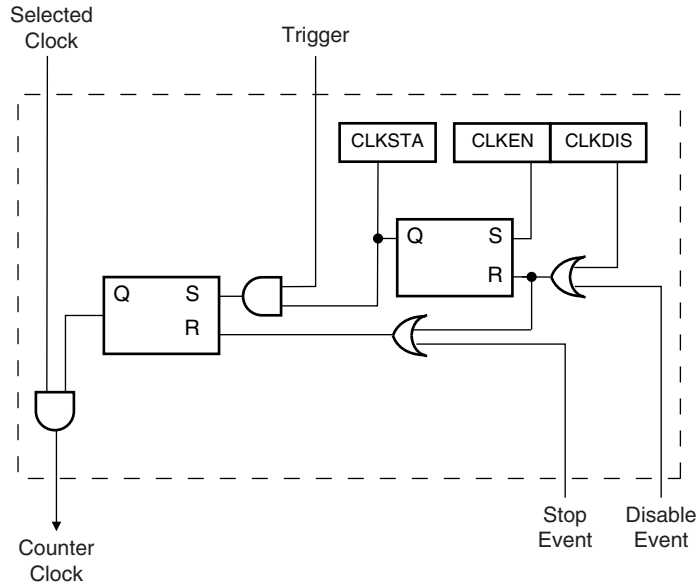 Selected
Clock
Trigger
CLKSTA
CLKEN
CLKDIS
Q
S
R
Q
S
R
Stop
Event
Disable
Event
Counter
Clock